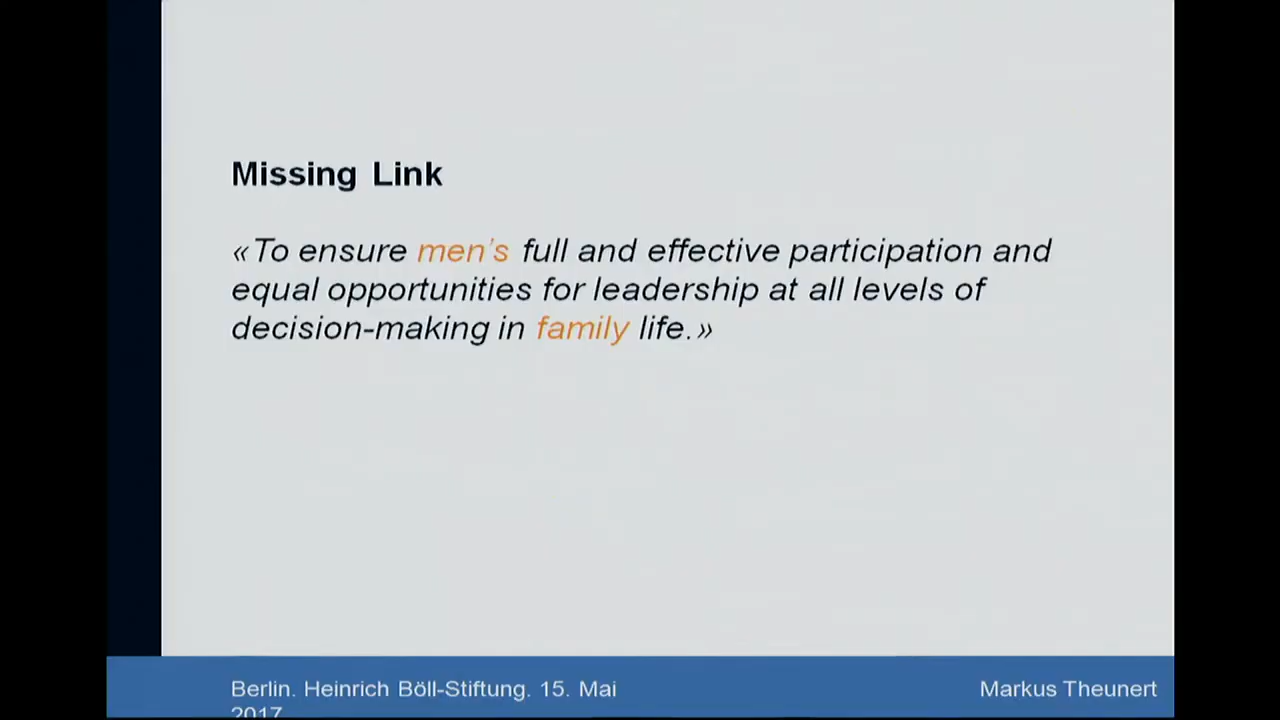 Missing Link
«To ensure men's full and effective participation and
equal opportunities for leadership at all levels of
decision-making in family life.»
Berlin. Heinrich Böll-Stiftung. 15. Mai
2017
Markus Theunert